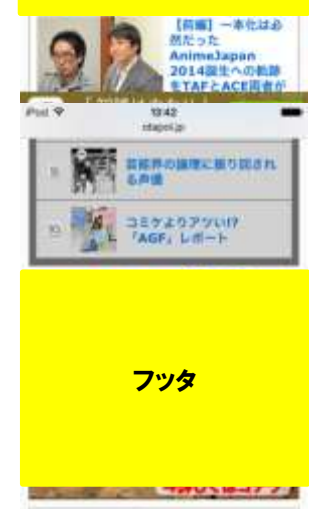 【前編】一本化は必
然だった
AnimeJapan
2014誕生への軌跡
をTAFとACE両者が
iPod
13:42
otapol.jp
9.
芸能界の論理に振り回され
る声優
10.
コミケよりアツい!?
「AGF」レポート
フッタ